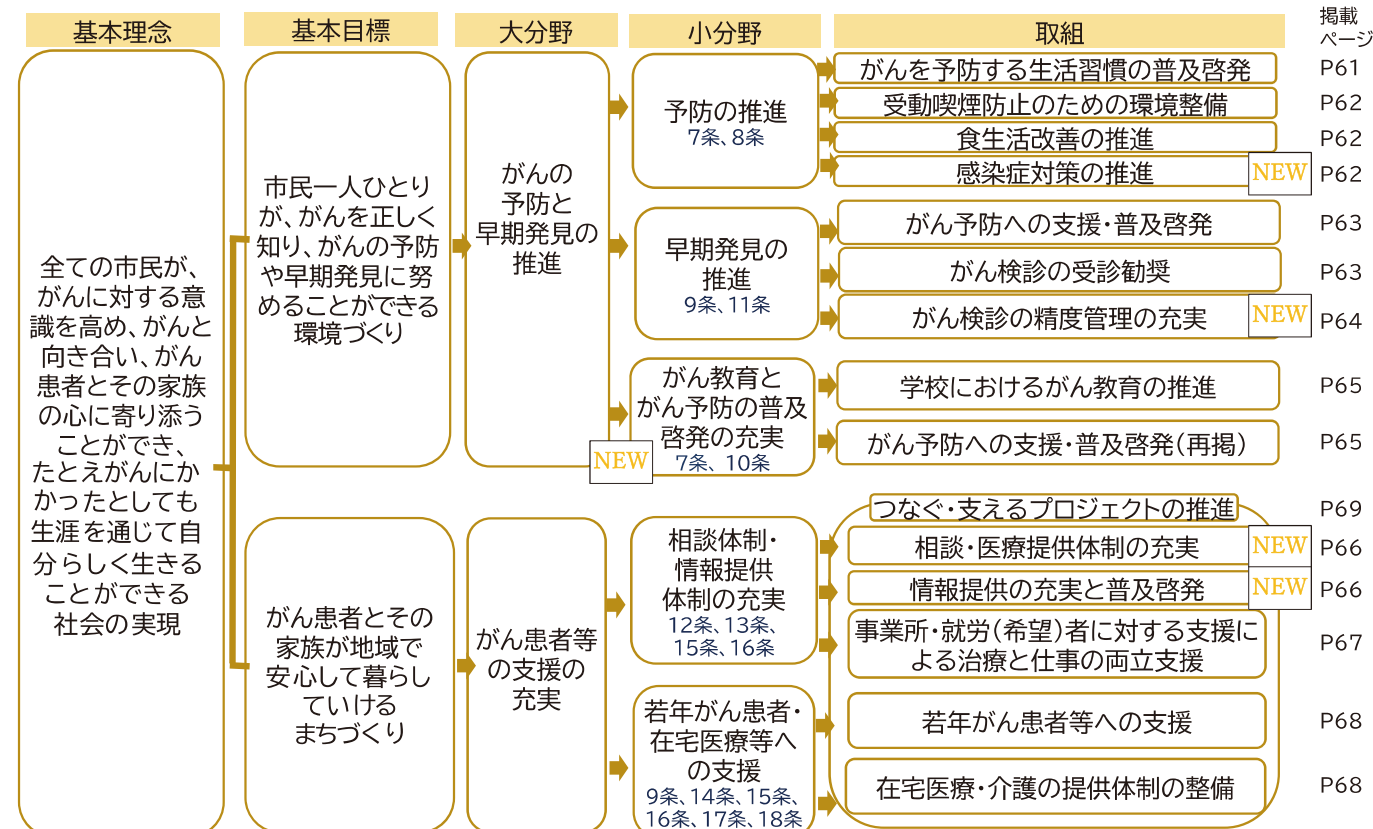 基本理念
基本目標
大分野
小分野
取組
掲載
ページ
全ての市民が、
がんに対する意
識を高め、がんと
向き合い、がん
患者とその家族
の心に寄り添う
ことができ、
たとえがんにか
かったとしても
生涯を通じて自
分らしく生きる
ことができる
社会の実現
市民一人ひとり
が、がんを正しく
知り、がんの予防
や早期発見に努
めることができる
環境づくり
がんの
予防と
早期発見の
推進
予防の推進
7条、8条
がんを予防する生活習慣の普及啓発
P61
受動喫煙防止のための環境整備
P62
食生活改善の推進
P62
感染症対策の推進
NEW
P62
早期発見の
推進
9条、11条
がん予防への支援・普及啓発
P63
がん検診の受診勧奨
P63
がん検診の精度管理の充実
NEW
P64
がん教育と
がん予防の普及
啓発の充実
7条、10条
NEW
学校におけるがん教育の推進
P65
がん予防への支援・普及啓発(再掲)
P65
がん患者とその
家族が地域で
安心して暮らし
ていける
まちづくり
がん患者等
の支援の
充実
相談体制・
情報提供
体制の充実
12条、13条、
15条、16条
つなぐ・支えるプロジェクトの推進
P69
相談・医療提供体制の充実
NEW
P66
情報提供の充実と普及啓発
NEW
P66
事業所・就労(希望)者に対する支援に
よる治療と仕事の両立支援
P67
若年がん患者・
在宅医療等へ
の支援
9条、14条、15条、
16条、17条、18条
若年がん患者等への支援
P68
在宅医療・介護の提供体制の整備
P68